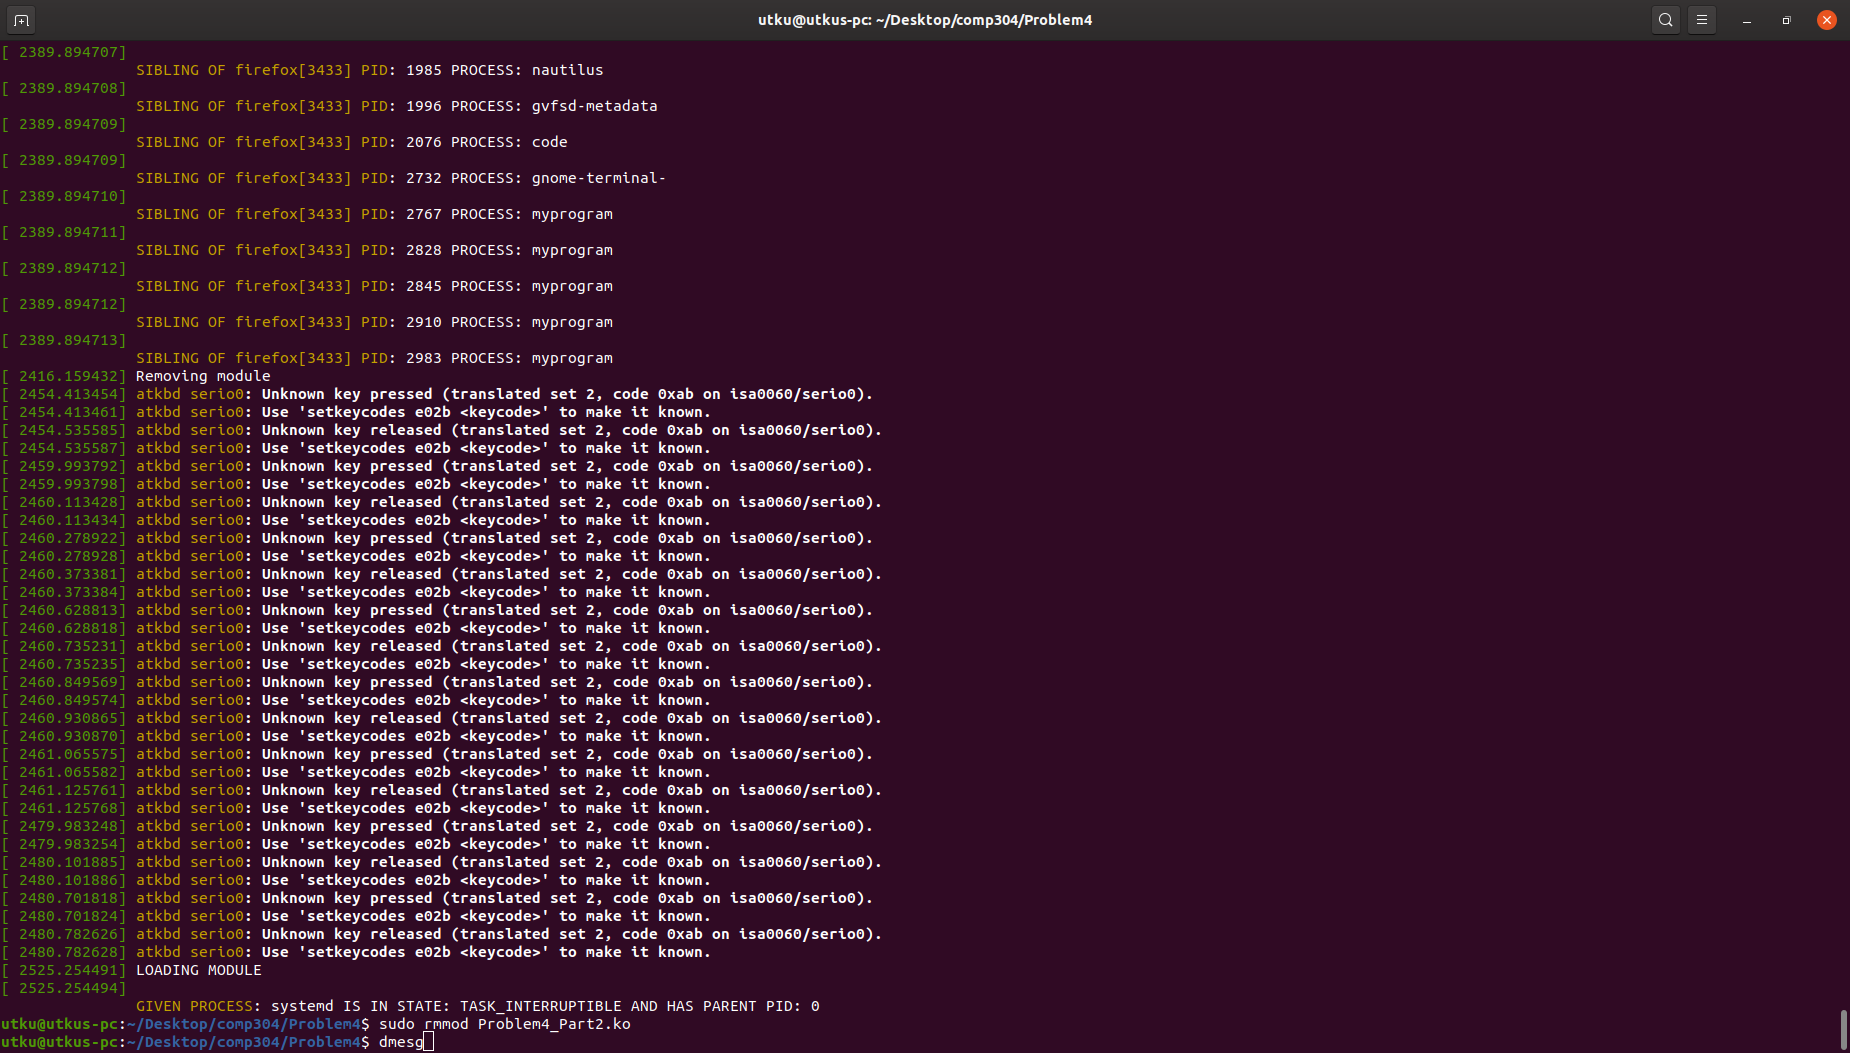 utku@utkus-pc: ~/Desktop/comp304/Problem4
[ 2389.894707]
SIBLING OF firefox[3433] PID: 1985 PROCESS: nautilus
[ 2389.894708]
SIBLING OF firefox[3433] PID: 1996 PROCESS: gvfsd-metadata
[ 2389.894709]
SIBLING OF firefox[3433] PID: 2076 PROCESS: code
[ 2389.894709]
SIBLING OF firefox[3433] PID: 2732 PROCESS: gnome-terminal-
[ 2389.894710]
SIBLING OF firefox[3433] PID: 2767 PROCESS: myprogram
[ 2389.894711]
SIBLING OF firefox[3433] PID: 2828 PROCESS: myprogram
[ 2389.894712]
SIBLING OF firefox[3433] PID: 2845 PROCESS: myprogram
[ 2389.894712]
SIBLING OF firefox[3433] PID: 2910 PROCESS: myprogram
[ 2389.894713]
SIBLING OF firefox[3433] PID: 2983 PROCESS: myprogram
[ 2416.159432] Removing module
[ 2454.413454] atkbd serio0: Unknown key pressed (translated set 2, code 0xab on isa0060/serio0).
[ 2454.413461] atkbd serio0: Use 'setkeycodes e02b <keycode>' to make it known.
[ 2454.535585] atkbd serio0: Unknown key released (translated set 2, code 0xab on isa0060/serio0).
[ 2454.535587] atkbd serio0: Use 'setkeycodes e02b <keycode>' to make it known.
[ 2459.993792] atkbd serio0: Unknown key pressed (translated set 2, code 0xab on isa0060/serio0).
[ 2459.993798] atkbd serio0: Use 'setkeycodes e02b <keycode>' to make it known.
[ 2460.113428] atkbd serio0: Unknown key released (translated set 2, code 0xab on isa0060/serio0).
[ 2460.113434] atkbd serio0: Use 'setkeycodes e02b <keycode>' to make it known.
[ 2460.278922] atkbd serio0: Unknown key pressed (translated set 2, code 0xab on isa0060/serio0).
[ 2460.278928] atkbd serio0: Use 'setkeycodes e02b <keycode>' to make it known.
[ 2460.373381] atkbd serio0: Unknown key released (translated set 2, code 0xab on isa0060/serio0).
[ 2460.373384] atkbd serio0: Use 'setkeycodes e02b <keycode>' to make it known.
[ 2460.628813] atkbd serio0: Unknown key pressed (translated set 2, code 0xab on isa0060/serio0).
[ 2460.628818] atkbd serio0: Use 'setkeycodes e02b <keycode>' to make it known.
[ 2460.735231] atkbd serio0: Unknown key released (translated set 2, code 0xab on isa0060/serio0).
[ 2460.735235] atkbd serio0: Use 'setkeycodes e02b <keycode>' to make it known.
[ 2460.849569] atkbd serio0: Unknown key pressed (translated set 2, code 0xab on isa0060/serio0).
[ 2460.849574] atkbd serio0: Use 'setkeycodes e02b <keycode>' to make it known.
[ 2460.930865] atkbd serio0: Unknown key released (translated set 2, code 0xab on isa0060/serio0).
[ 2460.930870] atkbd serio0: Use 'setkeycodes e02b <keycode>' to make it known.
[ 2461.065575] atkbd serio0: Unknown key pressed (translated set 2, code 0xab on isa0060/serio0).
[ 2461.065582] atkbd serio0: Use 'setkeycodes e02b <keycode>' to make it known.
[ 2461.125761] atkbd serio0: Unknown key released (translated set 2, code 0xab on isa0060/serio0).
[ 2461.125768] atkbd serio0: Use 'setkeycodes e02b <keycode>' to make it known.
[ 2479.983248] atkbd serio0: Unknown key pressed (translated set 2, code 0xab on isa0060/serio0).
[ 2479.983254] atkbd serio0: Use 'setkeycodes e02b <keycode>' to make it known.
[ 2480.101885] atkbd serio0: Unknown key released (translated set 2, code 0xab on isa0060/serio0).
[ 2480.101886] atkbd serio0: Use 'setkeycodes e02b <keycode>' to make it known.
[ 2480.701818] atkbd serio0: Unknown key pressed (translated set 2, code 0xab on isa0060/serio0).
[ 2480.701824] atkbd serio0: Use 'setkeycodes e02b <keycode>' to make it known.
[ 2480.782626] atkbd serio0: Unknown key released (translated set 2, code 0xab on isa0060/serio0).
[ 2480.782628] atkbd serio0: Use 'setkeycodes e02b <keycode>' to make it known.
[ 2525.254491] LOADING MODULE
[ 2525.254494]
GIVEN PROCESS: systemd IS IN STATE: TASK_INTERRUPTIBLE AND HAS PARENT PID: 0
utku@utkus-pc:~/Desktop/comp304/Problem4$ sudo rmmod Problem4_Part2.ko
utku@utkus-pc:~/Desktop/comp304/Problem4$ dmesg